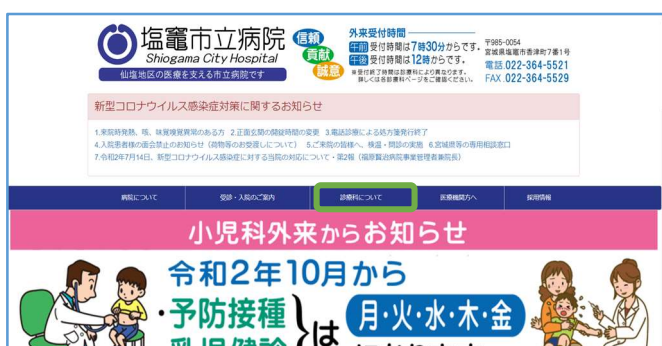 塩竈市立病院
Shiogama City Hospital
仙塩地区の医療を支える市立病院です
信頼
貢献
誠意
外来受付時間
午前 受付時間は7時30分からです。
午後 受付時間は12時からです。
※受付終了時間は診療科により異なります。
詳しくは各診療科ページをご確認ください。
〒985-0054
宮城県塩竈市香津町7番1号
電話.022-364-5521
FAX.022-364-5529
新型コロナウイルス感染症対策に関するお知らせ
1.来院時発熱、咳、味覚嗅覚異常のある方 2.正面玄関の開錠時間の変更 3.電話診療による処方箋発行終了
4.入院患者様の面会禁止のお知らせ（荷物等のお受渡しについて） 5.ご来院の皆様へ、検温・問診の実施 6.宮城県等の専用相談窓口
7.令和2年7月14日、新型コロナウイルス感染症に対する当院の対応について・第2報（福原賢治病院事業管理者兼院長）
病院について
受診・入院のご案内
診療科について
医療機関方へ
採用情報
小児科外来からお知らせ
令和2年10月から
・予防接種
乳児健診
は
月・火・水・木・金